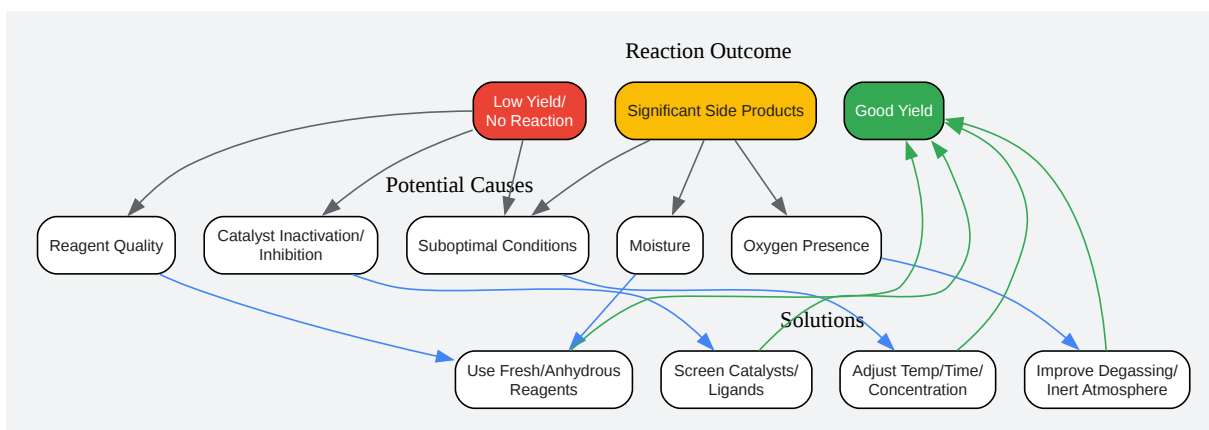 Reaction Outcome
Low Yield/
No Reaction
Significant Side Products
Good Yield
Potential Causes
Reagent Quality
Catalyst Inactivation/
Inhibition
Suboptimal Conditions
Moisture
Oxygen Presence
Solutions
Use Fresh/Anhydrous
Reagents
Screen Catalysts/
Ligands
Adjust Temp/Time/
Concentration
Improve Degassing/
Inert Atmosphere